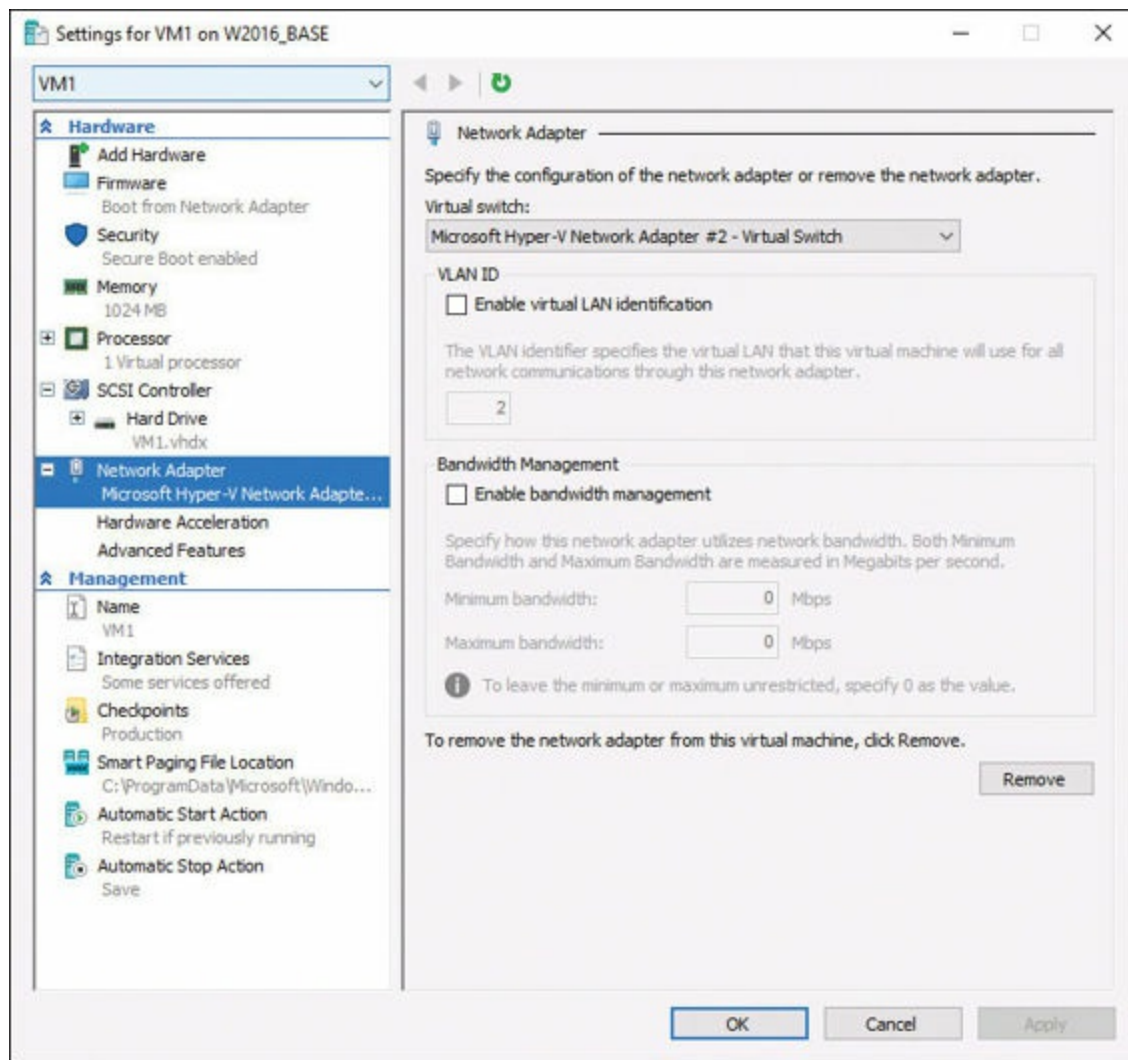 Settings for VM1 on W2016_BASE
VM1
Hardware
Add Hardware
Firmware
Boot from Network Adapter
Security
Secure Boot enabled
Memory
1024 MB
Processor
1 Virtual processor
SCSI Controller
Hard Drive
VM1.vhdx
Network Adapter
Microsoft Hyper-V Network Adapte...
Hardware Acceleration
Advanced Features
Management
Name
VM1
Integration Services
Some services offered
Checkpoints
Production
Smart Paging File Location
C:\ProgramData\Microsoft\Windo...
Automatic Start Action
Restart if previously running
Automatic Stop Action
Save
Network Adapter
Specify the configuration of the network adapter or remove the network adapter.
Virtual switch:
Microsoft Hyper-V Network Adapter #2 - Virtual Switch
VLAN ID
Enable virtual LAN identification
The VLAN identifier specifies the virtual LAN that this virtual machine will use for all
network communications through this network adapter.
2
Bandwidth Management
Enable bandwidth management
Specify how this network adapter utilizes network bandwidth. Both Minimum
Bandwidth and Maximum Bandwidth are measured in Megabits per second.
Minimum bandwidth: 0 Mbps
Maximum bandwidth: 0 Mbps
To leave the minimum or maximum unrestricted, specify 0 as the value.
To remove the network adapter from this virtual machine, click Remove.
Remove
OK Cancel Apply